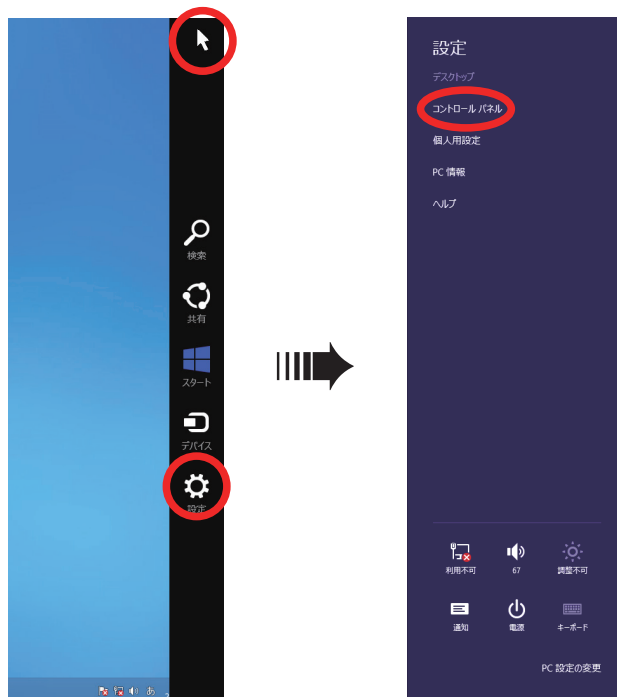 検索
共有
スタート
デバイス
設定
あ
設定
デスクトップ
コントロール パネル
個人用設定
PC 情報
ヘルプ
利用不可
67
調整不可
通知
電源
キーボード
PC 設定の変更